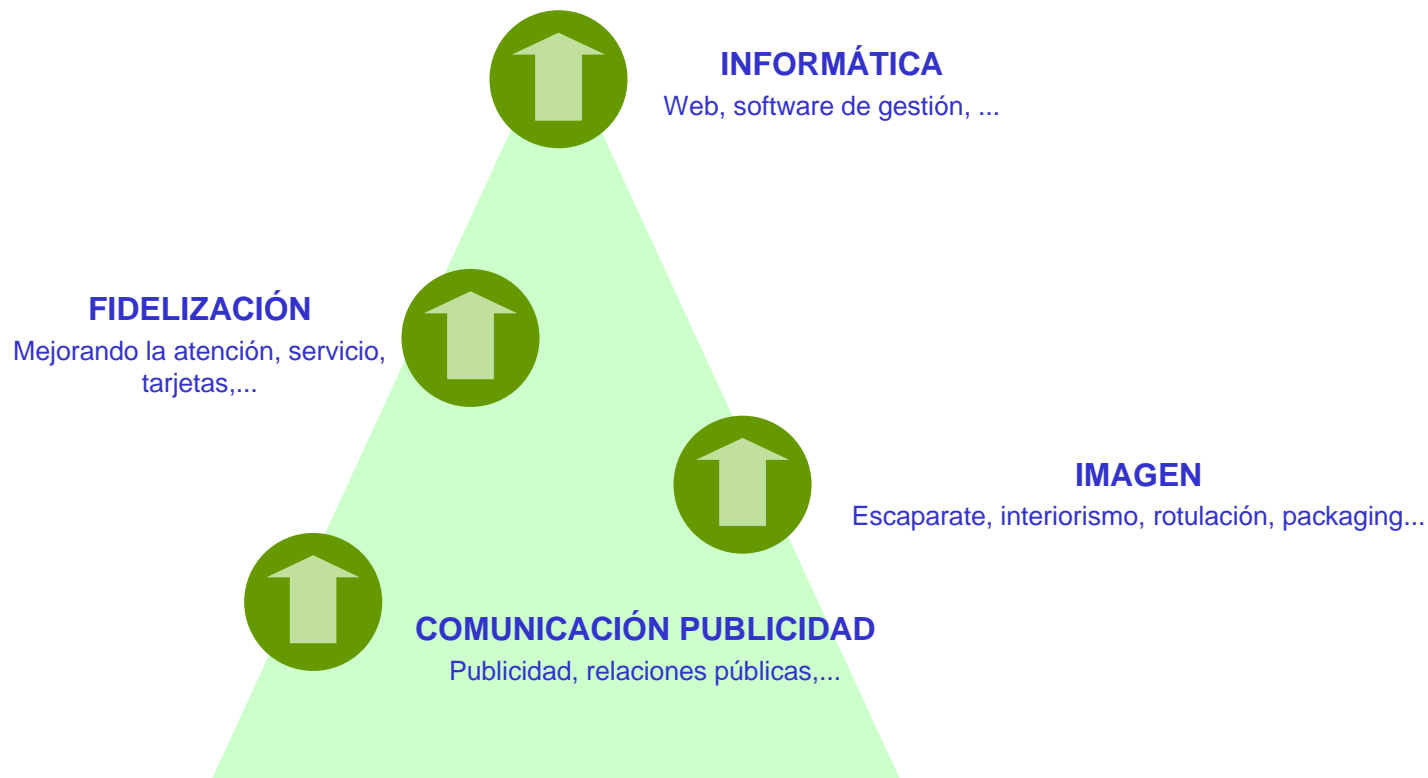 INFORMÁTICA
Web, software de gestión, ...
FIDELIZACIÓN
Mejorando la atención, servicio,
tarjetas,...
IMAGEN
Escaparate, interiorismo, rotulación, packaging...
COMUNICACIÓN PUBLICIDAD
Publicidad, relaciones públicas,...